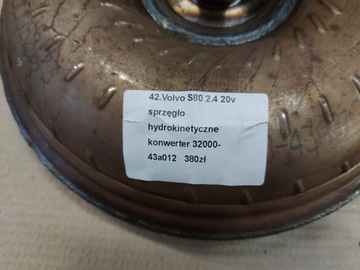 42.Volvo S80 2.4 20v
sprzęgło
hydrokinetyczne
konwerter 32000-
43a012 380zł